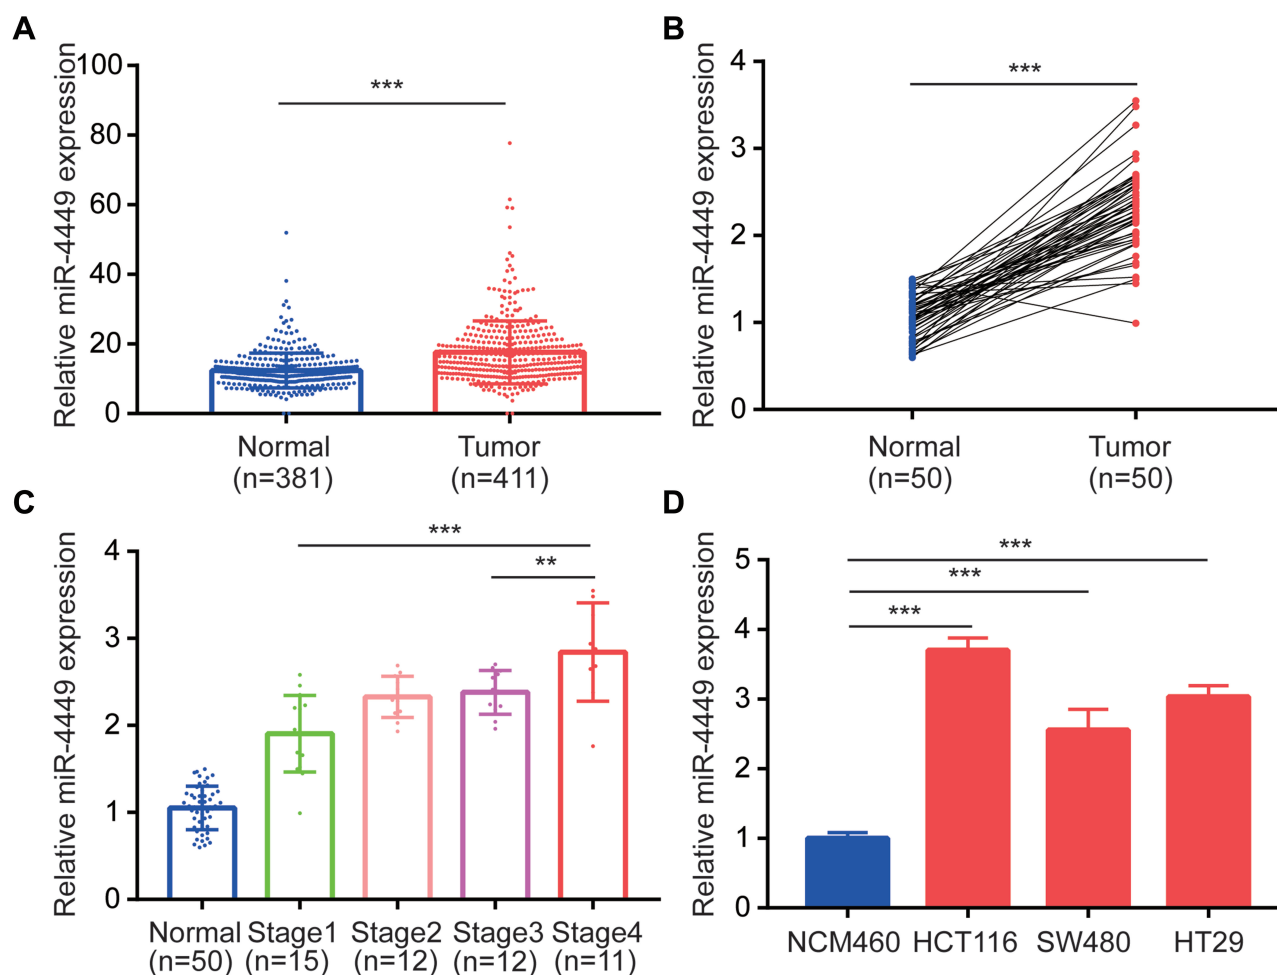 A
Relative miR-4449 expression
100
80
60
40
20
0
***
Normal
(n=381)
Tumor
(n=411)
B
Relative miR-4449 expression
4
3
2
1
0
***
Normal
(n=50)
Tumor
(n=50)
C
Relative miR-4449 expression
4
3
2
1
0
***
**
Normal
(n=50)
Stage1
(n=15)
Stage2
(n=12)
Stage3
(n=12)
Stage4
(n=11)
D
Relative miR-4449 expression
5
4
3
2
1
0
***
***
***
NCM460
HCT116
SW480
HT29